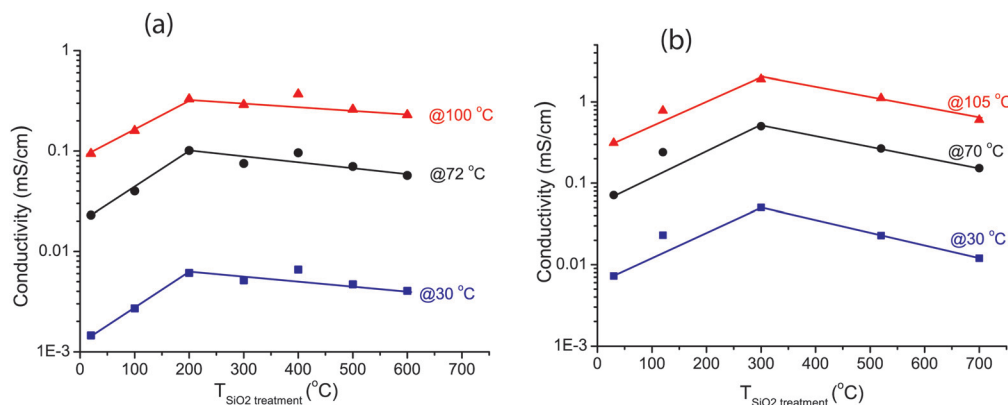 (a)
Conductivity (mS/cm)
1
0.1
0.01
1E-3
@100 °C
@72 °C
@30 °C
0 100 200 300 400 500 600 700
T SiO2 treatment (°C)
(b)
Conductivity (mS/cm)
1
0.1
0.01
1E-3
@105 °C
@70 °C
@30 °C
0 100 200 300 400 500 600 700
T SiO2 treatment (°C)